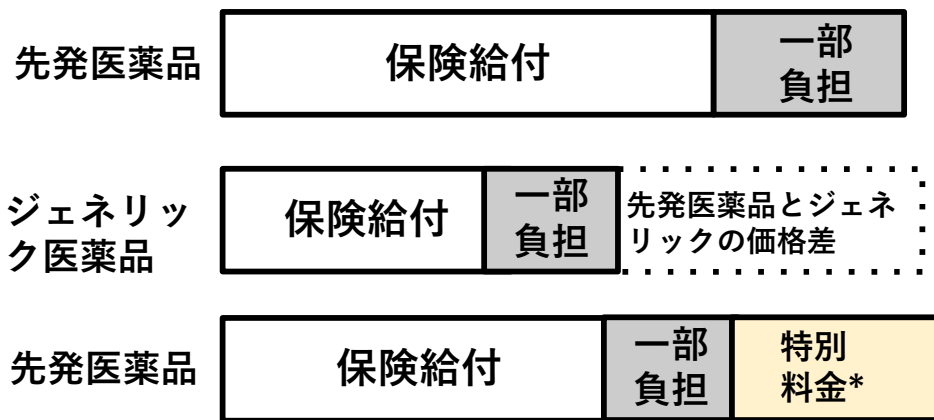 先発医薬品
保険給付
一部
負担
ジェネリッ
ク医薬品
保険給付
一部
負担
先発医薬品とジェネ
リックの価格差
先発医薬品
保険給付
一部
負担
特別
料金*